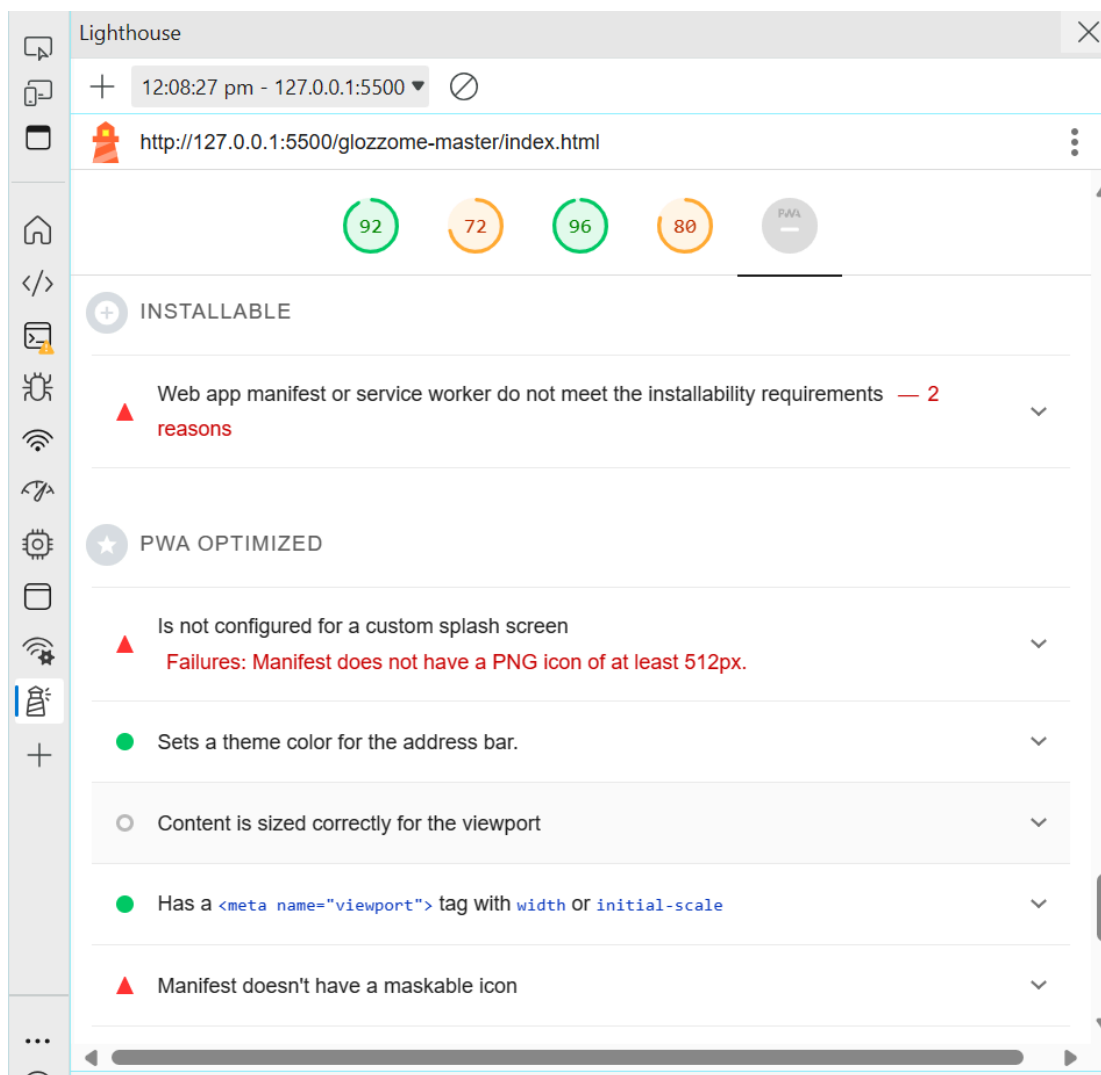 Lighthouse
12:08:27 pm - 127.0.0.1:5500
http://127.0.0.1:5500/glozzome-master/index.html
92 72 96 80 PWA
INSTALLABLE
Web app manifest or service worker do not meet the installability requirements — 2
reasons
PWA OPTIMIZED
Is not configured for a custom splash screen
Failures: Manifest does not have a PNG icon of at least 512px.
Sets a theme color for the address bar.
Content is sized correctly for the viewport
Has a <meta name="viewport"> tag with width or initial-scale
Manifest doesn't have a maskable icon